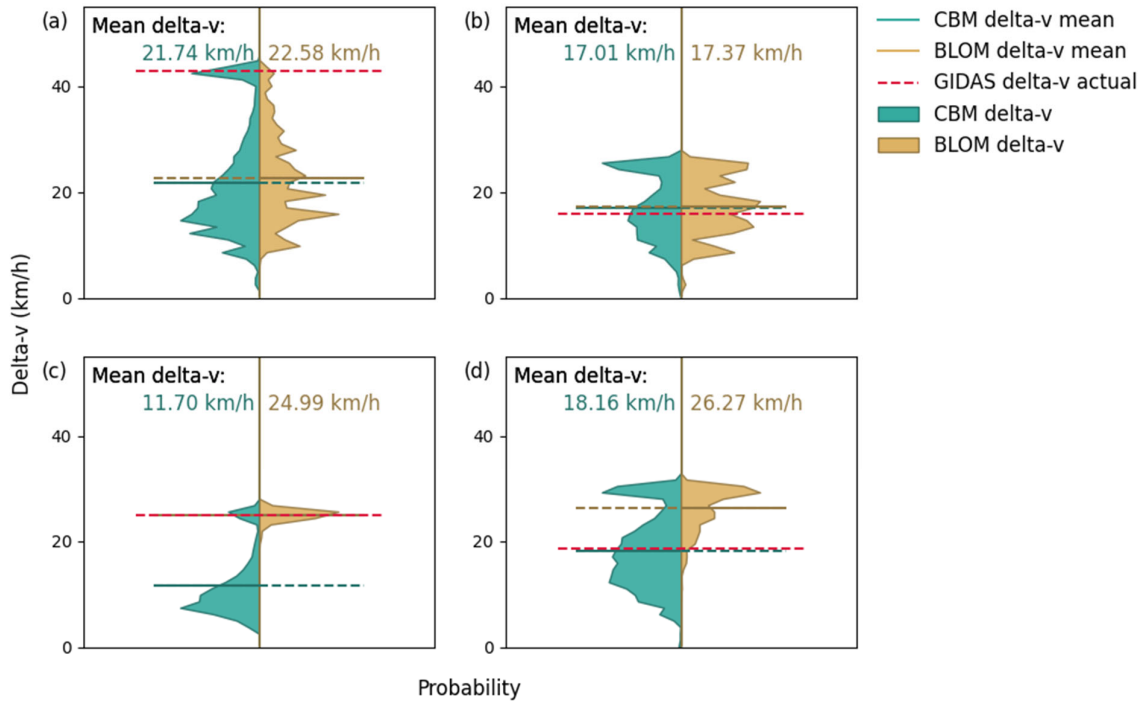 (a)
Mean delta-v:
21.74 km/h 22.58 km/h
40
20
0
(b)
Mean delta-v:
17.01 km/h 17.37 km/h
40
20
0
CBM delta-v mean
BLOM delta-v mean
GIDAS delta-v actual
CBM delta-v
BLOM delta-v
Delta-v (km/h)
(c)
Mean delta-v:
11.70 km/h 24.99 km/h
40
20
0
(d)
Mean delta-v:
18.16 km/h 26.27 km/h
40
20
0
Probability